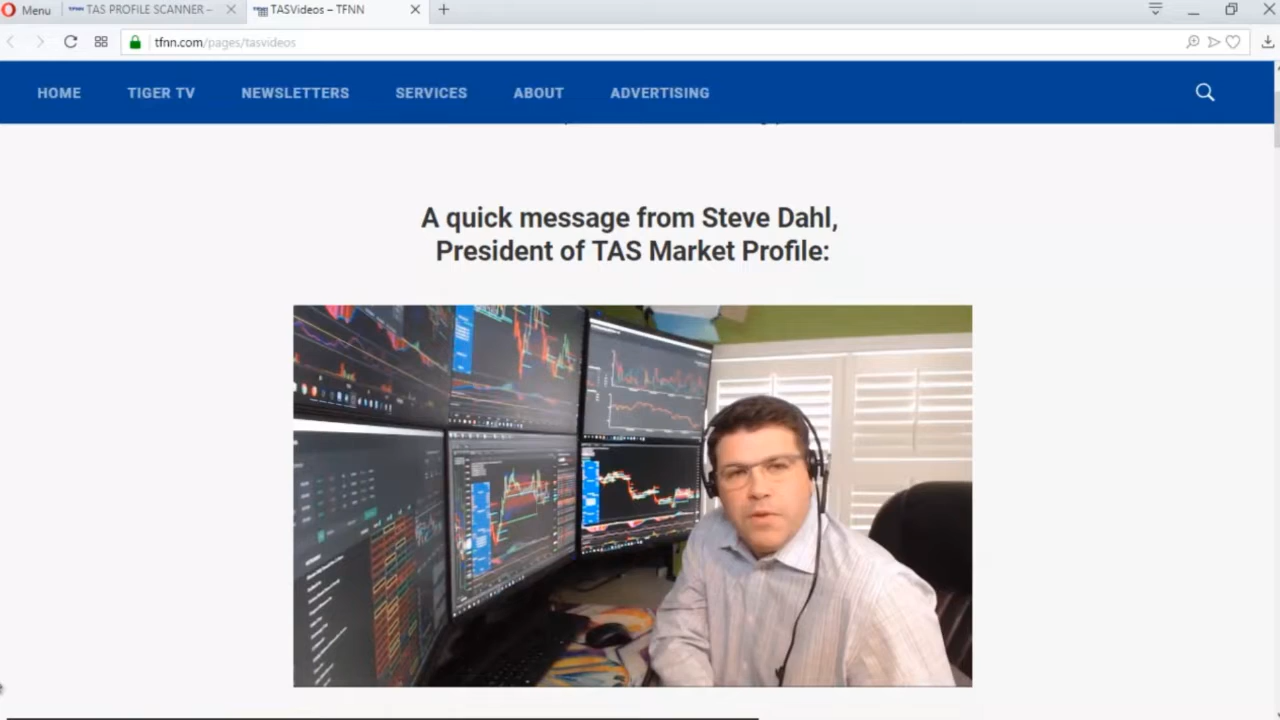 Menu
TAS PROFILE SCANNER –
TASVideos – TFNN
tfnn.com/pages/tasvideos
HOME
TIGER TV
NEWSLETTERS
SERVICES
ABOUT
ADVERTISING
A quick message from Steve Dahl,
President of TAS Market Profile: